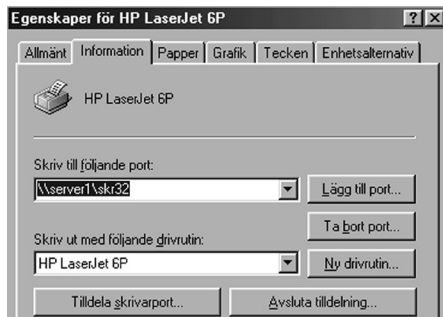 Egenskaper för HP LaserJet 6P
Allmänt Information Papper Grafik Tecken Enhetsalternativ
HP LaserJet 6P
Skriv till följande port:
\\server1\skr32
Lägg till port...
Ta bort port...
Skriv ut med följande drivrutin:
HP LaserJet 6P
Ny drivrutin...
Tilldela skrivarport...
Avsluta tilldelning...